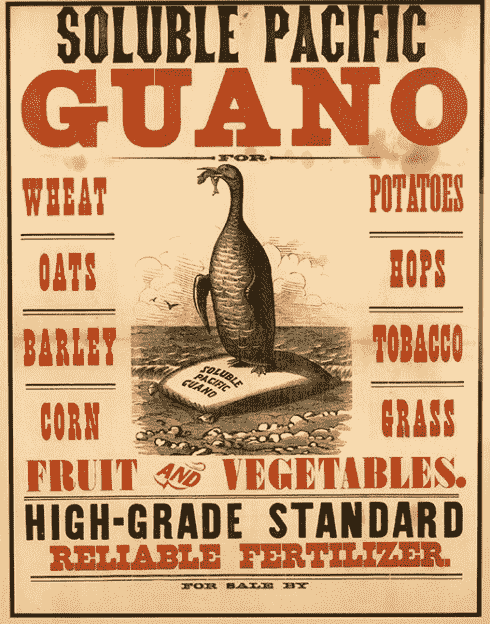 SOLUBLE PACIFIC
GUANO
FOR
WHEAT
OATS
BARLEY
CORN
POTATOES
HOPS
TOBACCO
GRASS
SOLUBLE
PACIFIC
GUANO
FRUIT AND VEGETABLES.
HIGH-GRADE STANDARD
RELIABLE FERTILIZER.
FOR SALE BY